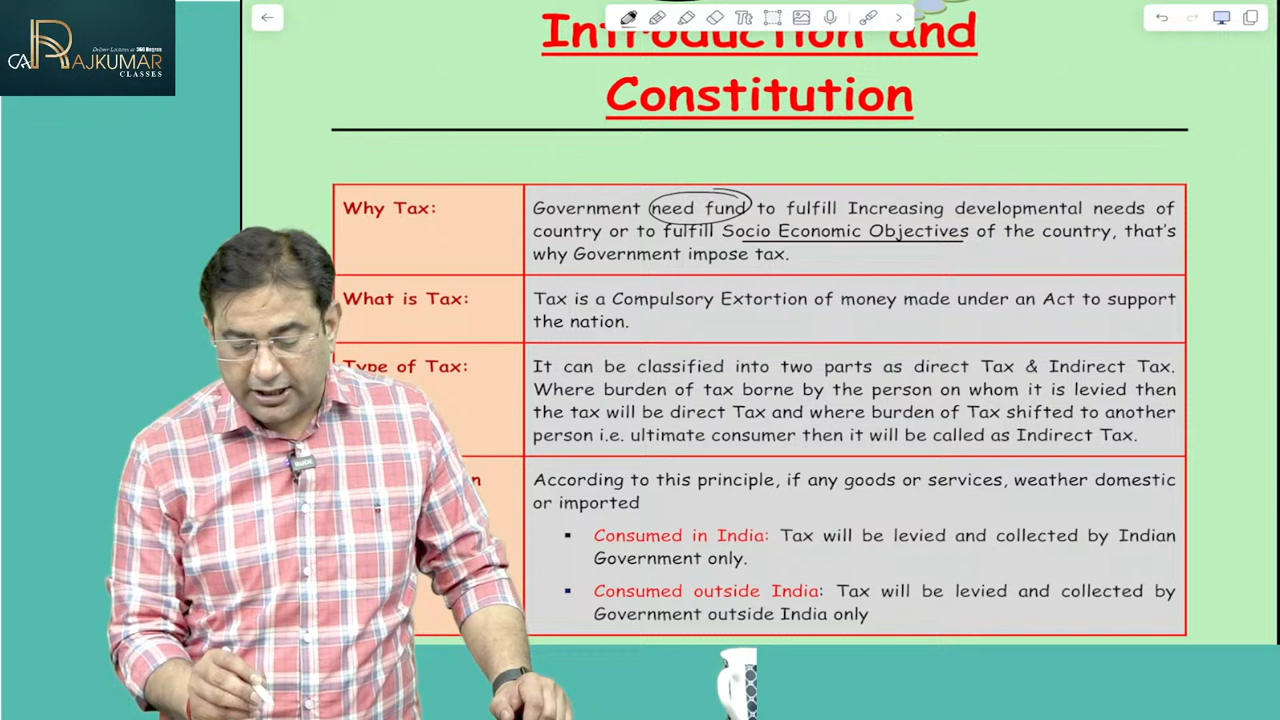 Deliver Lectures at 360 Degree
CA RAJKUMAR
CLASSES
Tt
Introduction and
Constitution
Why Tax:
Government need fund to fulfill Increasing developmental needs of
country or to fulfill Socio Economic Objectives of the country, that's
why Government impose tax.
What is Tax:
Tax is a Compulsory Extortion of money made under an Act to support
the nation.
Type of Tax:
It can be classified into two parts as direct Tax & Indirect Tax.
Where burden of tax borne by the person on whom it is levied then
the tax will be direct Tax and where burden of Tax shifted to another
person i.e. ultimate consumer then it will be called as Indirect Tax.
According to this principle, if any goods or services, weather domestic
or imported
▪ Consumed in India: Tax will be levied and collected by Indian
Government only.
▪ Consumed outside India: Tax will be levied and collected by
Government outside India only